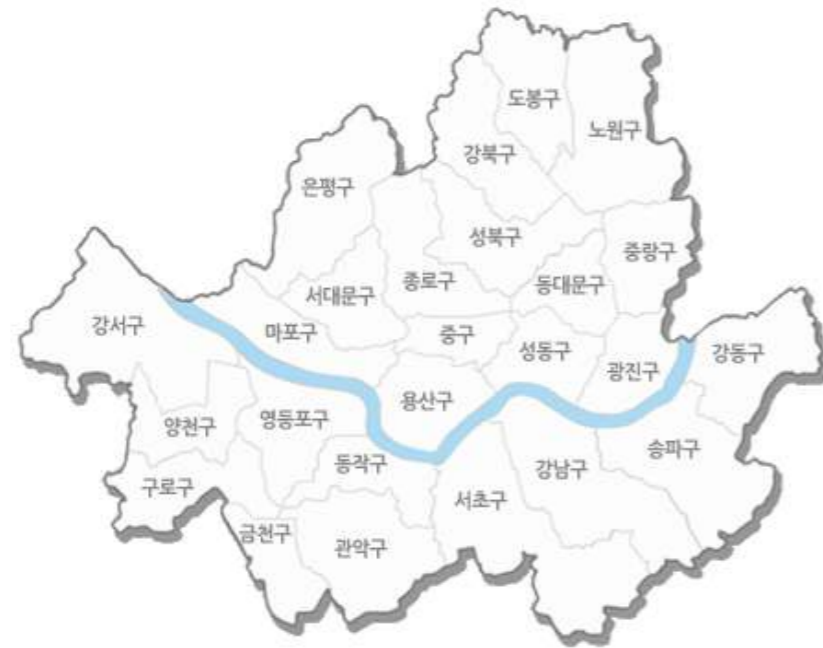 도봉구
노원구
강북구
은평구
성북구
중랑구
종로구
동대문구
서대문구
강서구
마포구
중구
성동구
광진구
강동구
용산구
양천구
영등포구
송파구
동작구
강남구
구로구
서초구
금천구
관악구